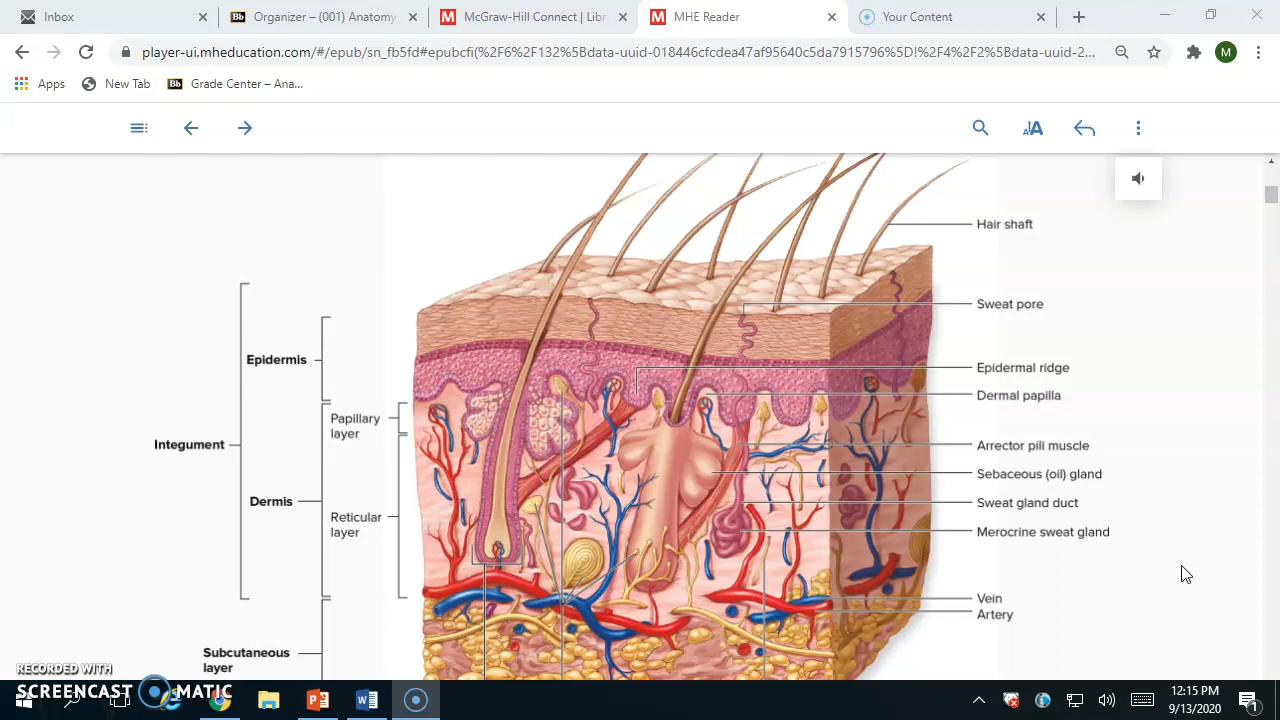 Inbox
Bb Organizer – (001) Anatomy
M McGraw-Hill Connect | Libr
M MHE Reader
Your Content
player-ui.mheducation.com/#/epub/sn_fb5fd#epubcfi(%2F6%2F132%5Bdata-uuid-018446cfcdea47af95640c5da7915796%5D!%2F4%2F2%5Bdata-uuid-2...
M
Apps
New Tab
Bb Grade Center – Ana...
AA
Hair shaft
Sweat pore
Epidermal ridge
Dermal papilla
Arrector pili muscle
Sebaceous (oil) gland
Sweat gland duct
Merocrine sweat gland
Vein
Artery
Epidermis
Papillary
layer
Integument
Dermis
Reticular
layer
Subcutaneous
layer
RECORDED WITH
SCREENCAST MATIC
12:15 PM
9/13/2020
1